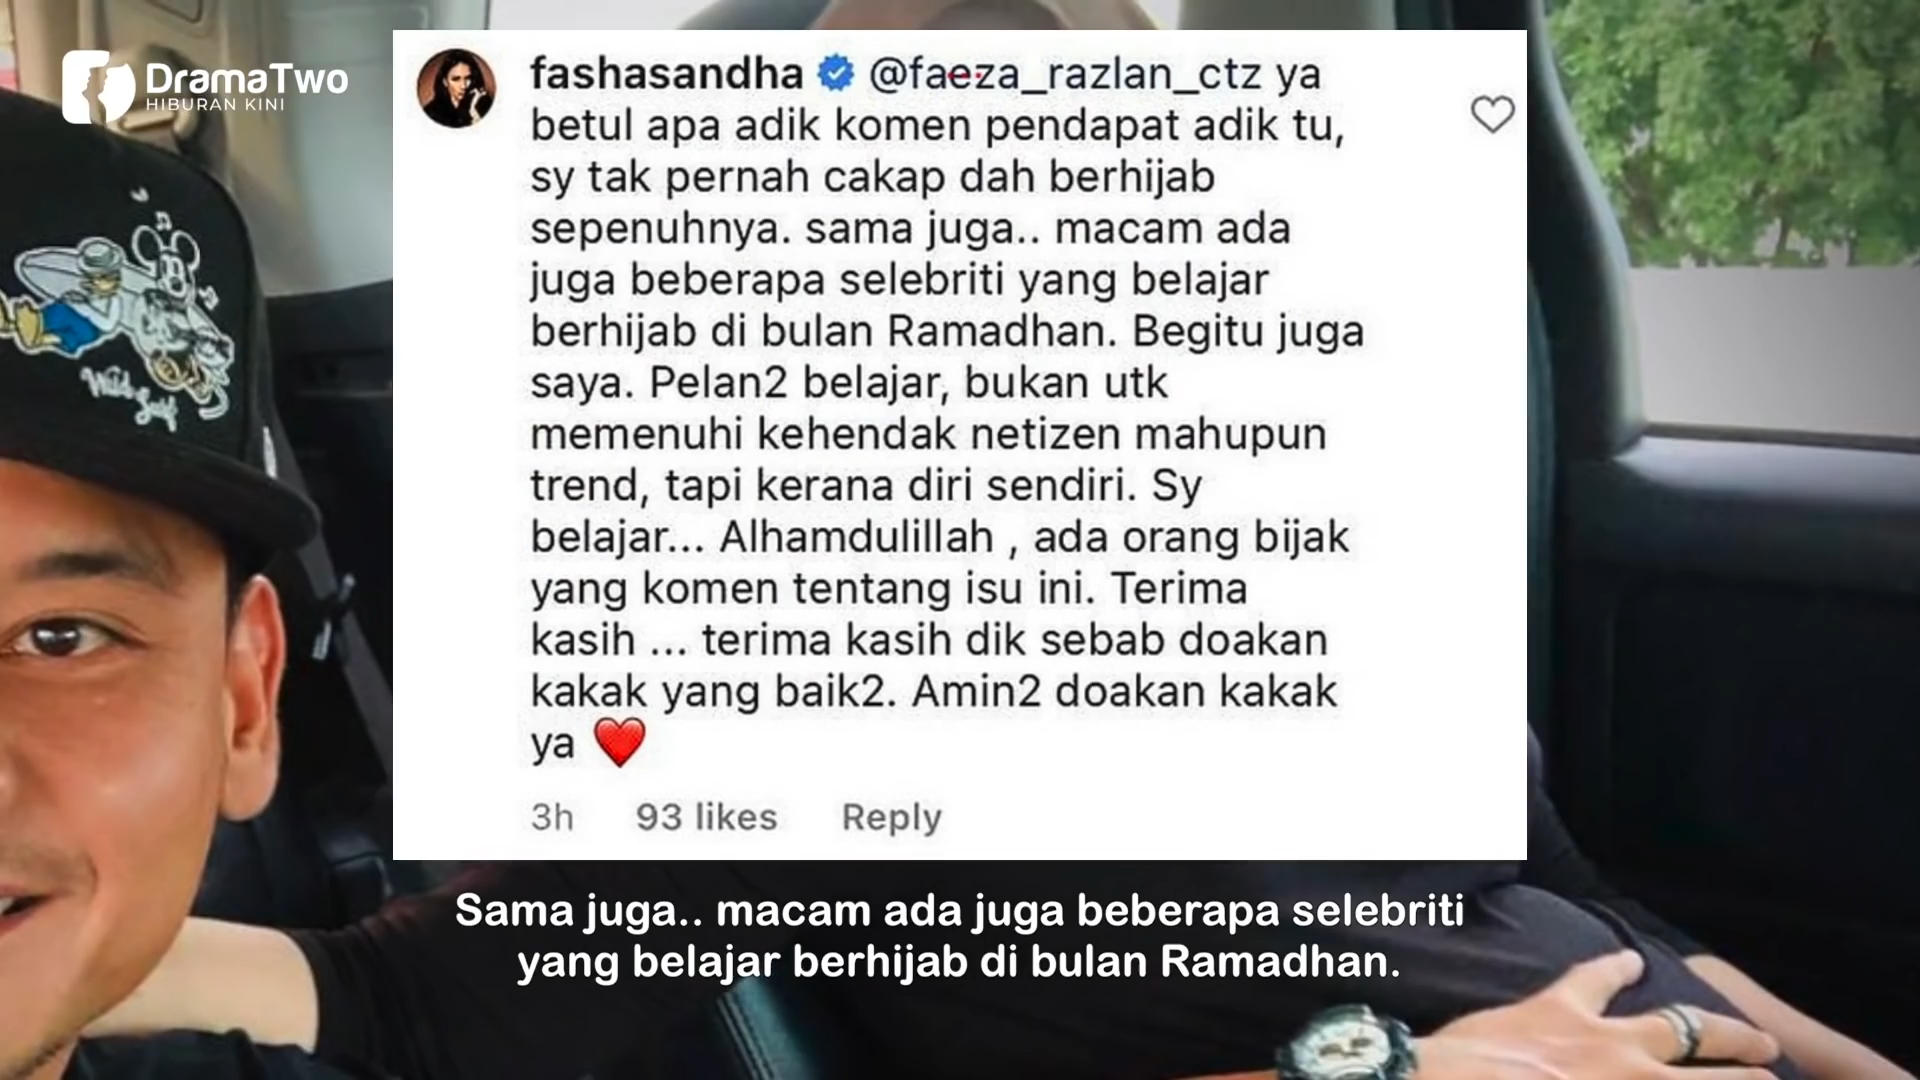 DramaTwo
HIBURAN KINI
fashasandha @faeza_razlan_ctz ya
betul apa adik komen pendapat adik tu,
sy tak pernah cakap dah berhijab
sepenuhnya. sama juga.. macam ada
juga beberapa selebriti yang belajar
berhijab di bulan Ramadhan. Begitu juga
saya. Pelan2 belajar, bukan utk
memenuhi kehendak netizen mahupun
trend, tapi kerana diri sendiri. Sy
belajar... Alhamdulillah , ada orang bijak
yang komen tentang isu ini. Terima
kasih ... terima kasih dik sebab doakan
kakak yang baik2. Amin2 doakan kakak
ya ❤️
3h 93 likes Reply
Sama juga.. macam ada juga beberapa selebriti
yang belajar berhijab di bulan Ramadhan.